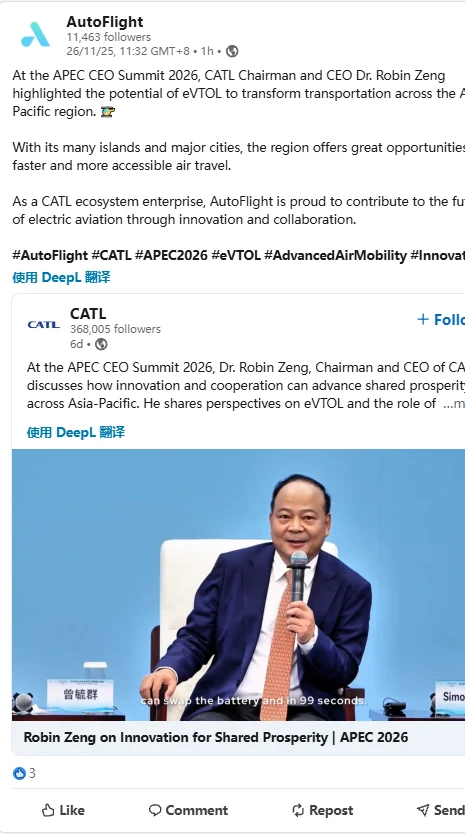 AutoFlight
11,463 followers
26/11/25, 11:32 GMT+8 • 1h •
At the APEC CEO Summit 2026, CATL Chairman and CEO Dr. Robin Zeng
highlighted the potential of eVTOL to transform transportation across the A
Pacific region.
With its many islands and major cities, the region offers great opportunities
faster and more accessible air travel.
As a CATL ecosystem enterprise, AutoFlight is proud to contribute to the fu
of electric aviation through innovation and collaboration.
#AutoFlight #CATL #APEC2026 #eVTOL #AdvancedAirMobility #Innovat
使用 DeepL 翻译
CATL
CATL
368,005 followers
+ Follo
6d •
At the APEC CEO Summit 2026, Dr. Robin Zeng, Chairman and CEO of CA
discusses how innovation and cooperation can advance shared prosperity
across Asia-Pacific. He shares perspectives on eVTOL and the role of ...m
使用 DeepL 翻译
曾毓群
can swap the battery and in 99 seconds.
Simo
Robin Zeng on Innovation for Shared Prosperity | APEC 2026
3
Like
Comment
Repost
Send